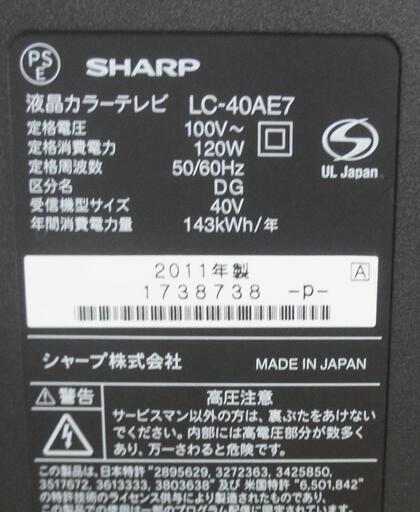 PS
E
SHARP
液晶カラーテレビ LC-40AE7
定格電圧 100V～
定格消費電力 120W
定格周波数 50/60Hz
区分名 DG
受信機型サイズ 40V
年間消費電力量 143kWh/年
UL Japan
2011年製 A
1738738 -p-
シャープ株式会社 MADE IN JAPAN
⚠警告
高圧注意
サービスマン以外の方は、裏ぶたをあけない
でください。内部には高電圧部分が数多く
あり、万一さわると危険です。
この製品は、日本特許 "2895629、3272363、3425850、
3517672、3613333、3803638" 及び 米国特許 "6,501,842"
の特許技術のライセンス供与により製造されたものであり、